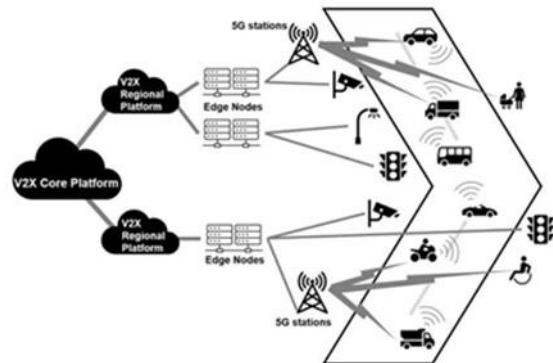 5G stations
V2X
Regional
Platform
Edge Nodes
V2X Core Platform
V2X
Regional
Platform
Edge Nodes
5G stations